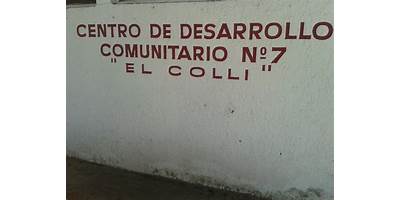 CENTRO DE DESARROLLO
COMUNITARIO Nº7
"EL COLLI"